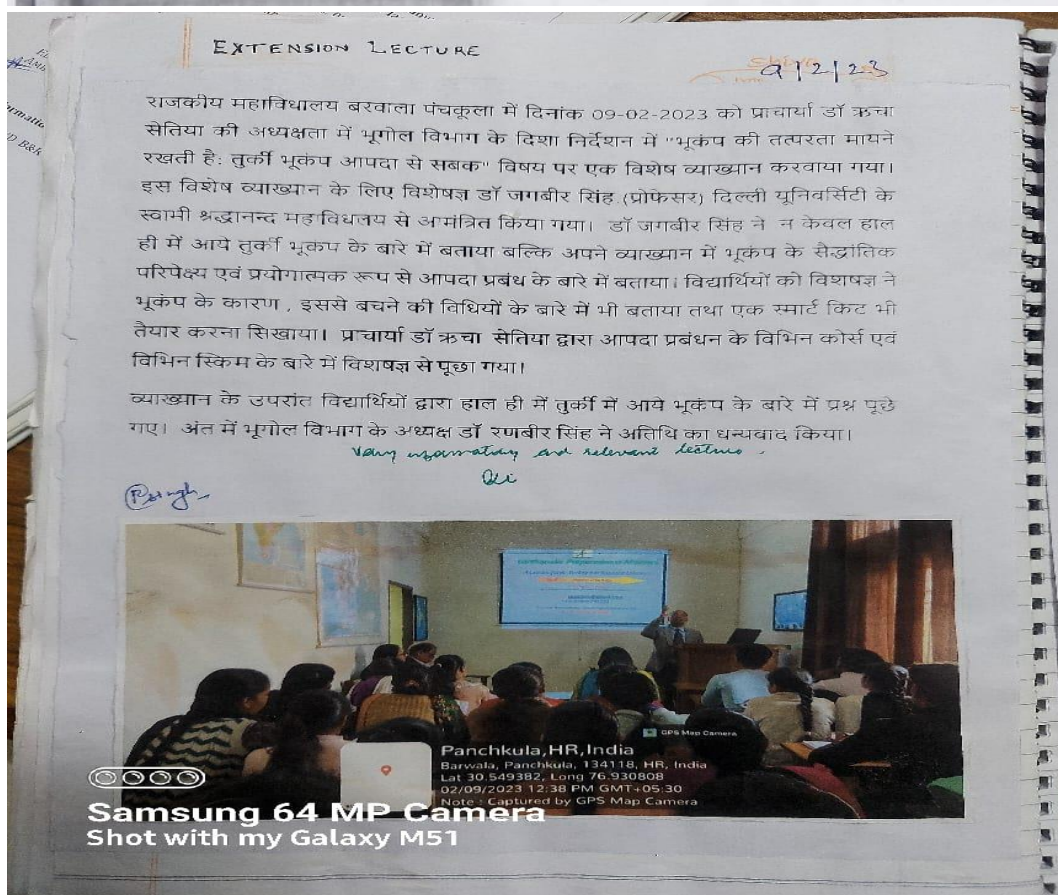 EXTENSION LECTURE
9/2/23
राजकीय महाविधालय बरवाला पंचकूला में दिनांक 09-02-2023 को प्राचार्या डॉ ऋचा
सेतिया की अध्यक्षता में भूगोल विभाग के दिशा निर्देशन में "भूकंप की तत्परता मायने
रखती है: तुर्की भूकंप आपदा से सबक" विषय पर एक विशेष व्याख्यान करवाया गया।
इस विशेष व्याख्यान के लिए विशेषज्ञ डॉ जगबीर सिंह (प्रोफेसर) दिल्ली यूनिवर्सिटी के
स्वामी श्रद्धानन्द महाविधलय से आमंत्रित किया गया। डॉ जगबीर सिंह ने न केवल हाल
ही में आये तुर्की भूकंप के बारे में बताया बल्कि अपने व्याख्यान में भूकंप के सैद्धांतिक
परिपेक्ष्य एवं प्रयोगात्मक रूप से आपदा प्रबंध के बारे में बताया। विद्यार्थियों को विशषज्ञ ने
भूकंप के कारण , इससे बचने की विधियों के बारे में भी बताया तथा एक स्मार्ट किट भी
तैयार करना सिखाया। प्राचार्या डॉ ऋचा सेतिया द्वारा आपदा प्रबंधन के विभिन कोर्स एवं
विभिन स्किम के बारे में विशषज्ञ से पूछा गया।
व्याख्यान के उपरांत विद्यार्थियों द्वारा हाल ही में तुर्की में आये भूकंप के बारे में प्रश्न पूछे
गए। अंत में भूगोल विभाग के अध्यक्ष डॉ रणबीर सिंह ने अतिथि का धन्यवाद किया।
Very informatory and relevant lecture.
GPS Map Camera
Panchkula,HR,India
Barwala, Panchkula, 134118, HR, India
Lat 30.549382, Long 76.930808
02/09/2023 12:38 PM GMT+05:30
Note : Captured by GPS Map Camera
Samsung 64 MP Camera
Shot with my Galaxy M51